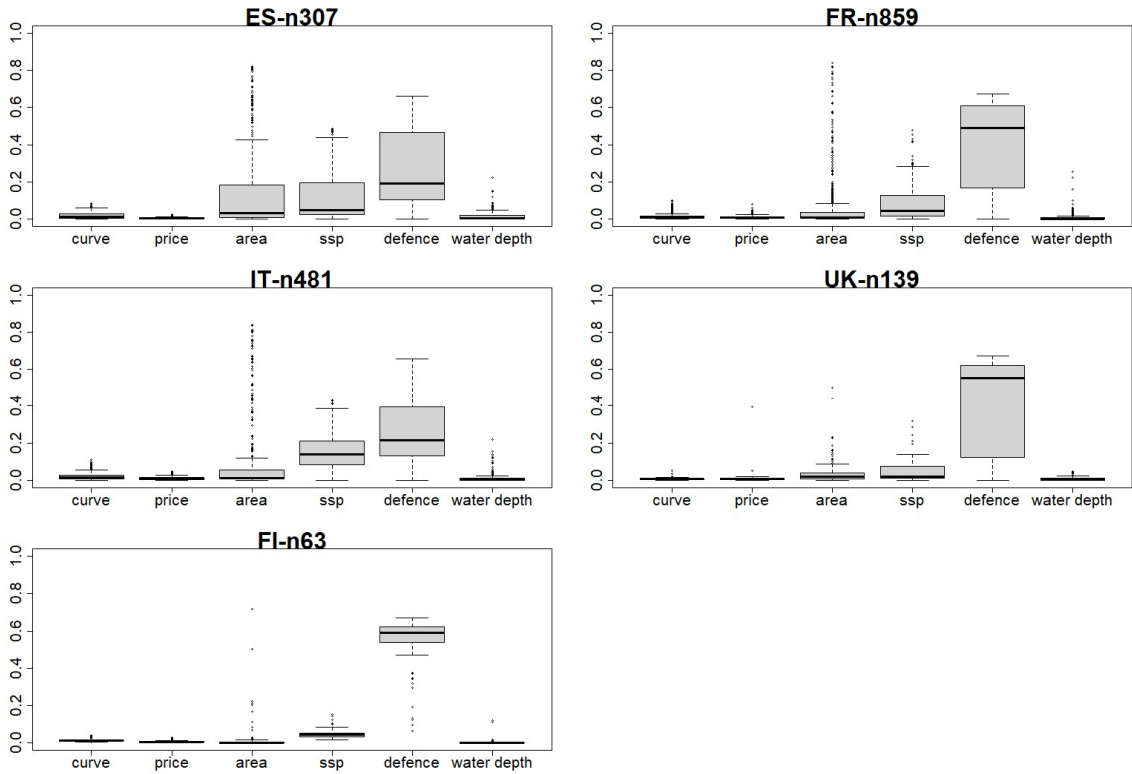 ES-n307
0.0 0.2 0.4 0.6 0.8 1.0
curve price area ssp defence water depth
FR-n859
0.0 0.2 0.4 0.6 0.8 1.0
curve price area ssp defence water depth
IT-n481
0.0 0.2 0.4 0.6 0.8 1.0
curve price area ssp defence water depth
UK-n139
0.0 0.2 0.4 0.6 0.8 1.0
curve price area ssp defence water depth
FI-n63
0.0 0.2 0.4 0.6 0.8 1.0
curve price area ssp defence water depth